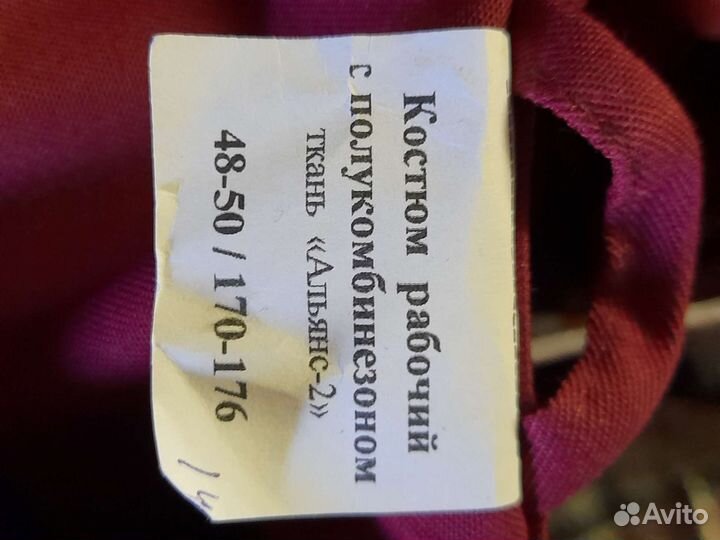 Костюм рабочий
с полукомбинезоном
ткань «Альянс-2»
48-50 / 170-176
Avito